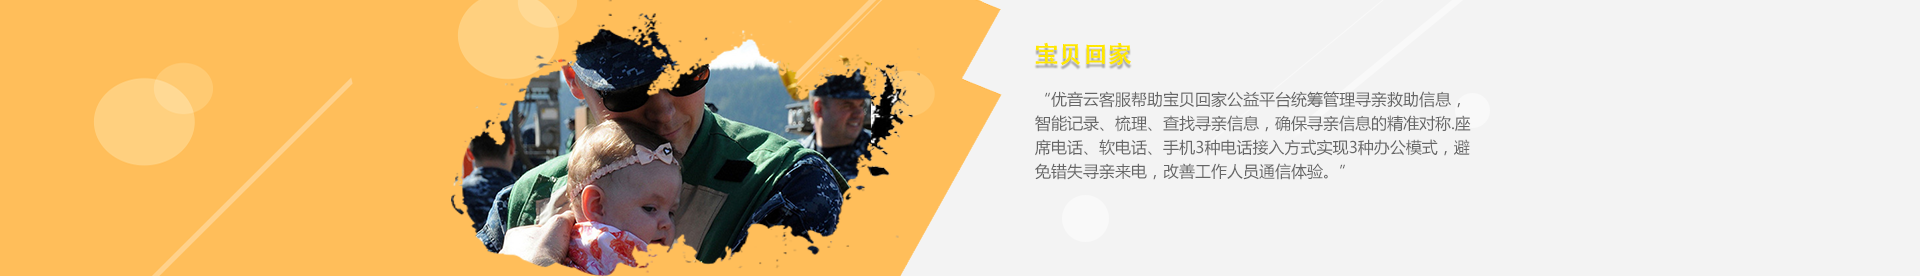 宝贝回家
“优音云客服帮助宝贝回家公益平台统筹管理寻亲救助信息，
智能记录、梳理、查找寻亲信息，确保寻亲信息的精准对称.座
席电话、软电话、手机3种电话接入方式实现3种办公模式，避
免错失寻亲来电，改善工作人员通信体验。”